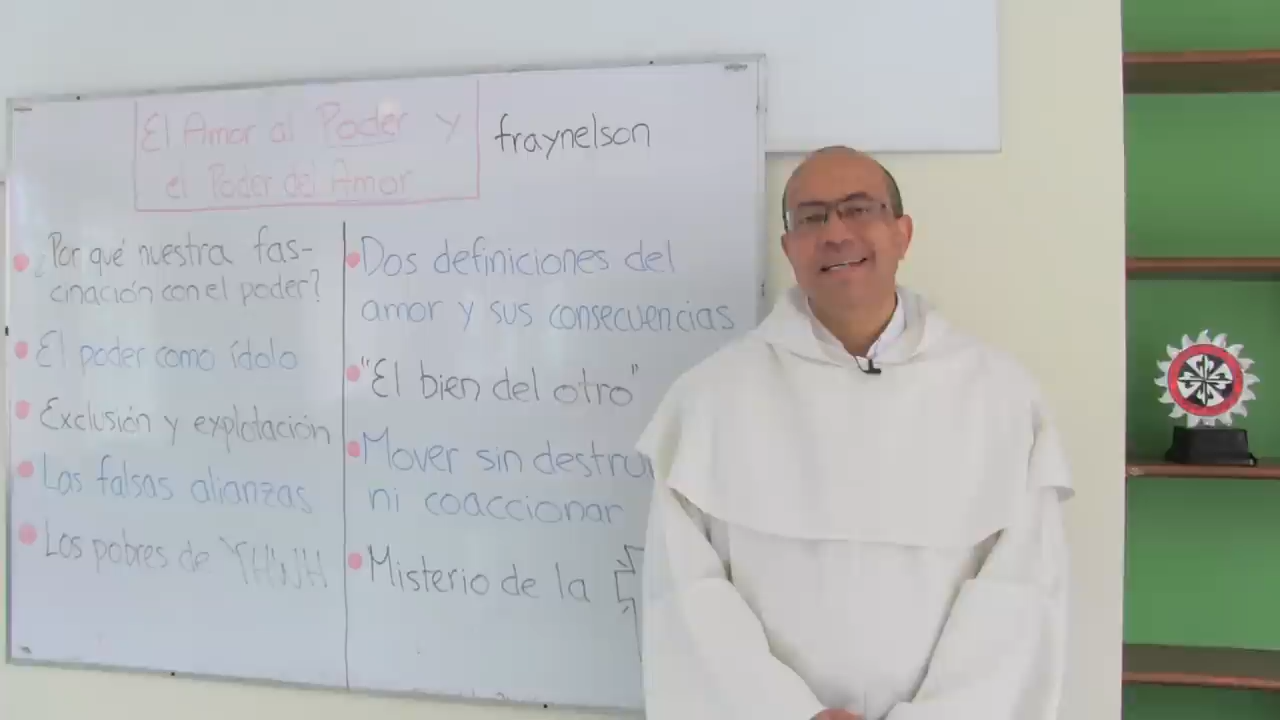 El Amor al Poder y
el Poder del Amor
fraynelson
¿Por qué nuestra fas-
cinación con el poder?
El poder como ídolo
Exclusión y explotación
Las falsas alianzas
Los pobres de YHWH
Dos definiciones del
amor y sus consecuencias
"El bien del otro"
Mover sin destrui
ni coaccionar
Misterio de la